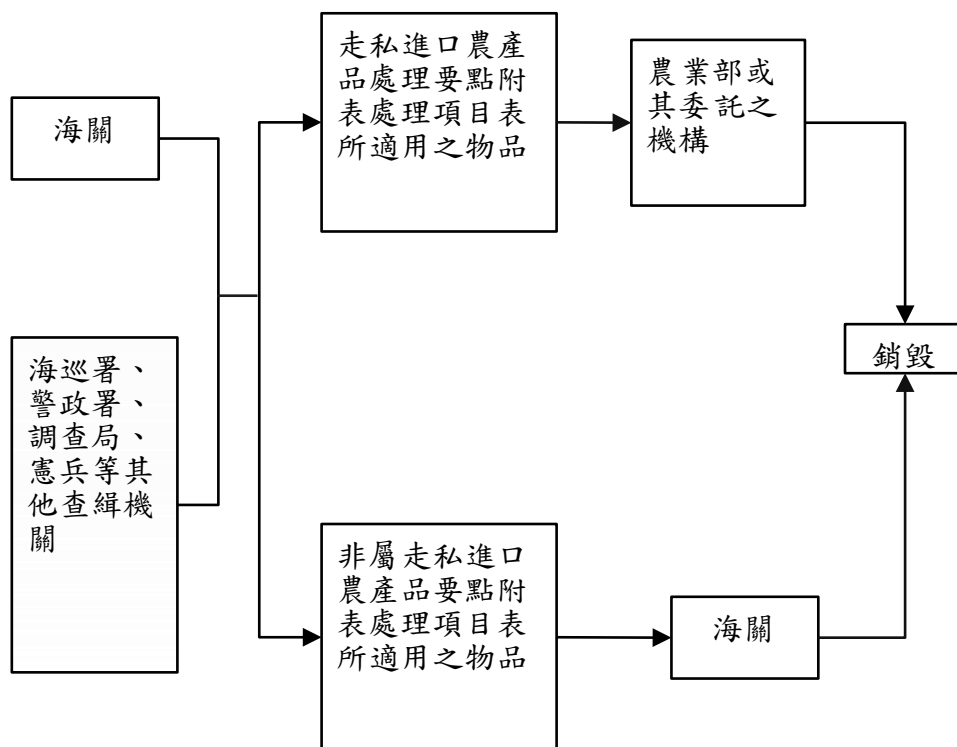 海關
海巡署、
警政署、
調查局、
憲兵等其
他查緝機
關
走私進口農產
品處理要點附
表處理項目表
所適用之物品
農業部或
其委託之
機構
非屬走私進口
農產品要點附
表處理項目表
所適用之物品
海關
銷毀